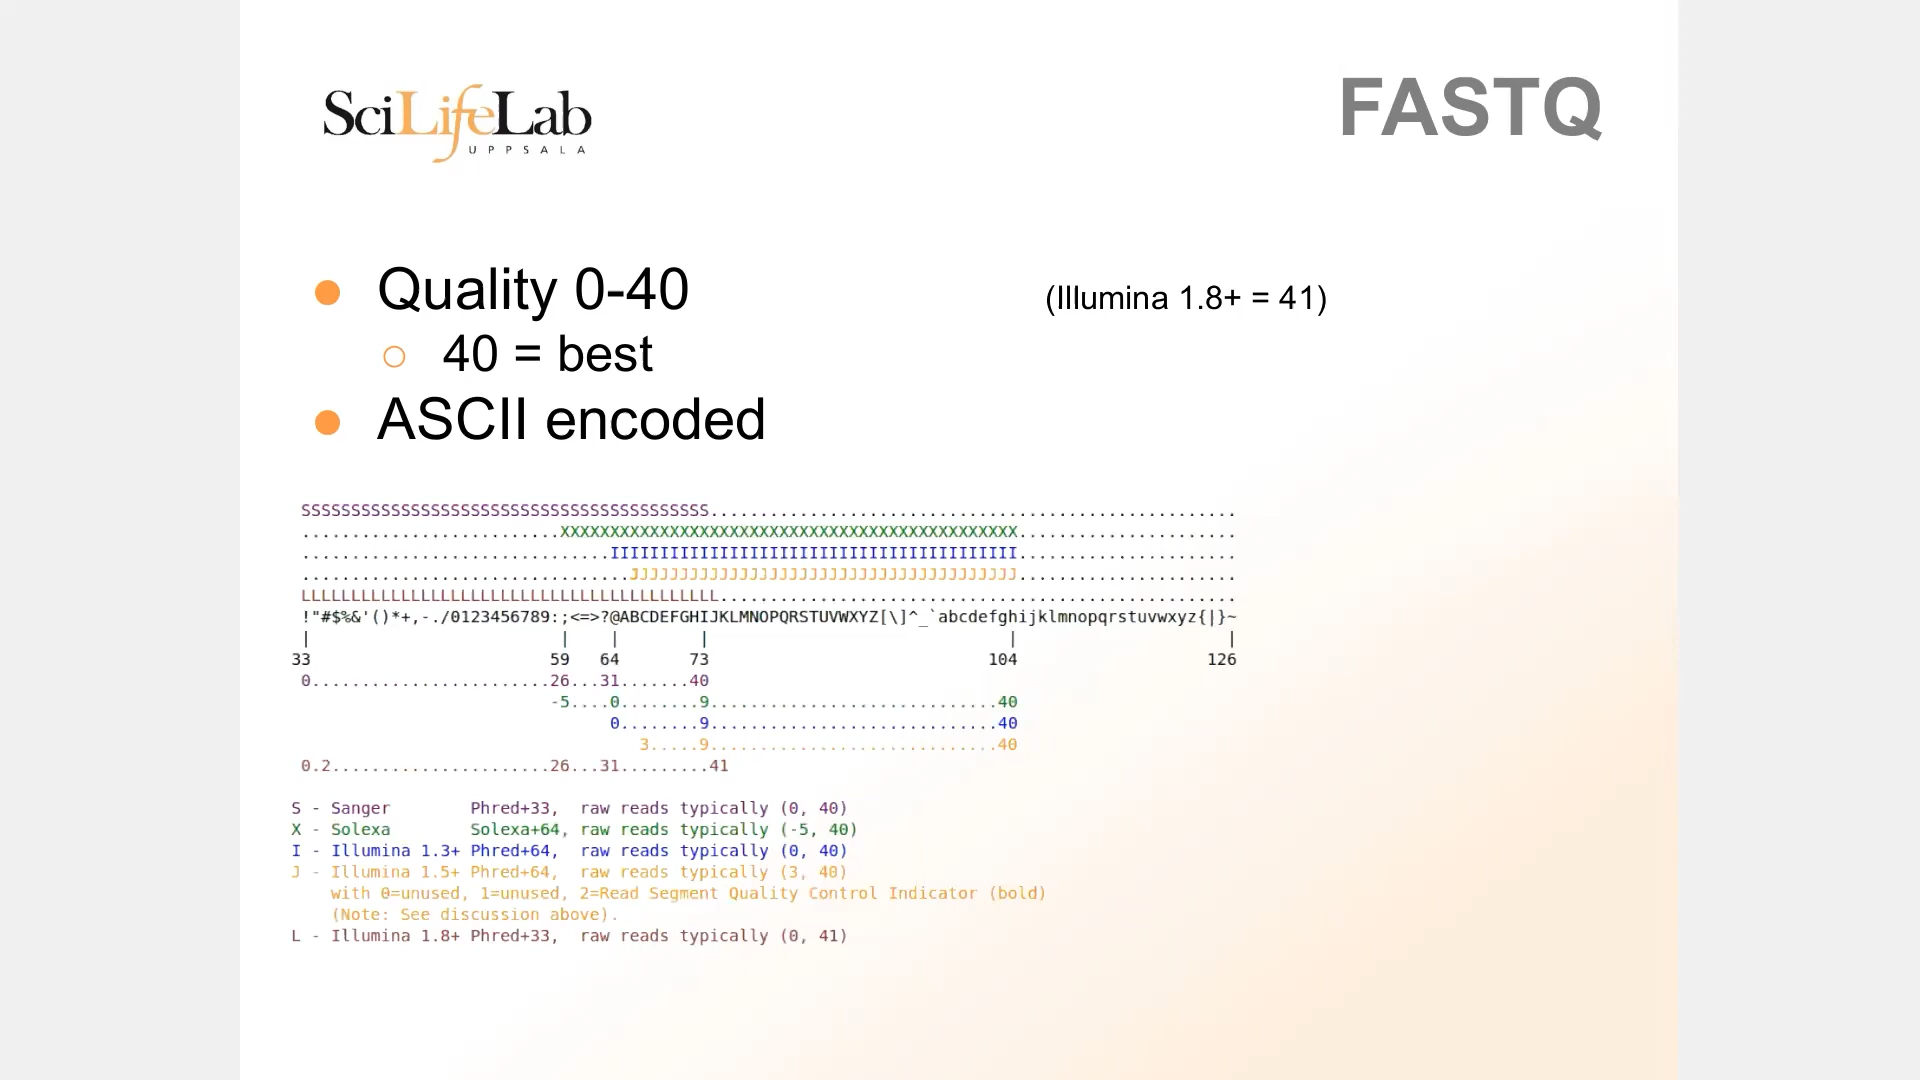 SciLifeLab
UPPSALA
FASTQ
● Quality 0-40 (Illumina 1.8+ = 41)
○ 40 = best
● ASCII encoded
SSSSSSSSSSSSSSSSSSSSSSSSSSSSSSSSSSSSSSSSS.....................................................
..........................XXXXXXXXXXXXXXXXXXXXXXXXXXXXXXXXXXXXXXXXXXXXXX......................
...............................IIIIIIIIIIIIIIIIIIIIIIIIIIIIIIIIIIIIIIIII......................
.................................JJJJJJJJJJJJJJJJJJJJJJJJJJJJJJJJJJJJJJJ......................
LLLLLLLLLLLLLLLLLLLLLLLLLLLLLLLLLLLLLLLLLL....................................................
!"#$%&'()*+,-./0123456789:;<=>?@ABCDEFGHIJKLMNOPQRSTUVWXYZ[\]^_`abcdefghijklmnopqrstuvwxyz{|}~
| | | | | |
33 59 64 73 104 126
0........................26...31.......40
-5....0........9.............................40
0........9.............................40
3.....9.............................40
0.2......................26...31.........41
S - Sanger Phred+33, raw reads typically (0, 40)
X - Solexa Solexa+64, raw reads typically (-5, 40)
I - Illumina 1.3+ Phred+64, raw reads typically (0, 40)
J - Illumina 1.5+ Phred+64, raw reads typically (3, 40)
with 0=unused, 1=unused, 2=Read Segment Quality Control Indicator (bold)
(Note: See discussion above).
L - Illumina 1.8+ Phred+33, raw reads typically (0, 41)